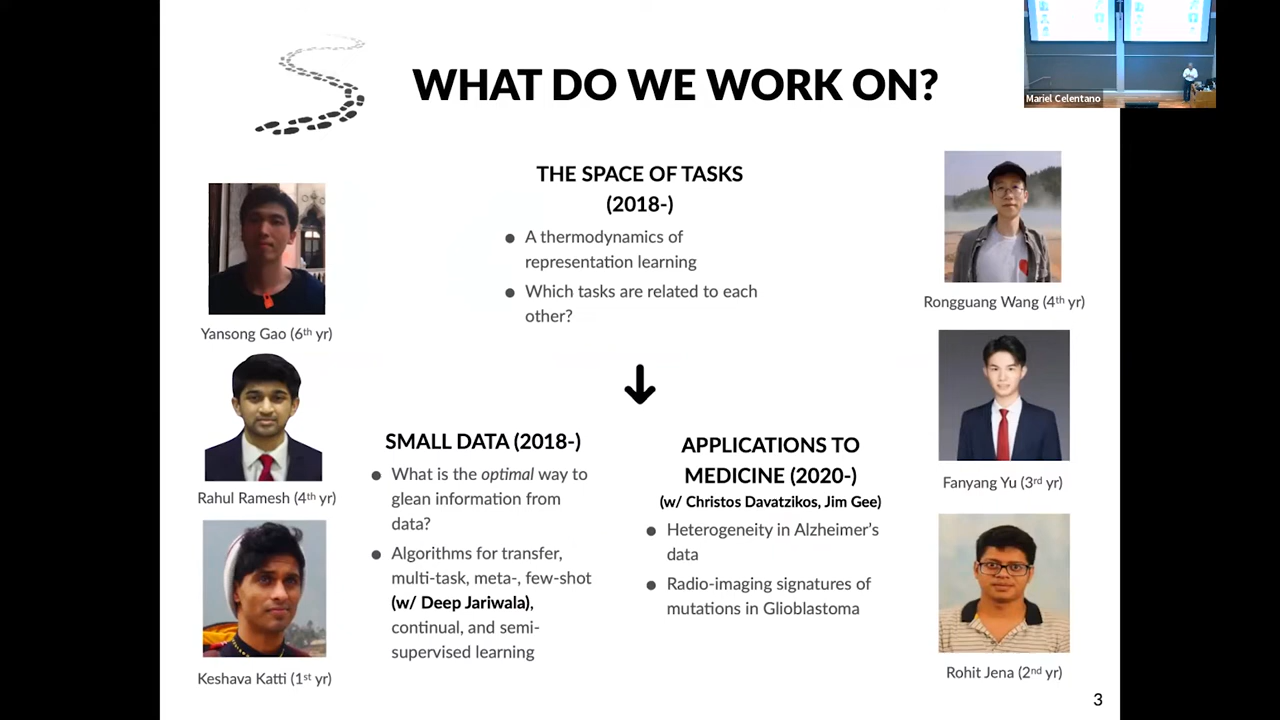 WHAT DO WE WORK ON?
Mariel Celentano
THE SPACE OF TASKS
(2018-)
● A thermodynamics of
representation learning
● Which tasks are related to each
other?
Yansong Gao (6th yr)
Rongguang Wang (4th yr)
Rahul Ramesh (4th yr)
Fanyang Yu (3rd yr)
Keshava Katti (1st yr)
Rohit Jena (2nd yr)
SMALL DATA (2018-)
● What is the optimal way to
glean information from
data?
● Algorithms for transfer,
multi-task, meta-, few-shot
(w/ Deep Jariwala),
continual, and semi-
supervised learning
APPLICATIONS TO
MEDICINE (2020-)
(w/ Christos Davatzikos, Jim Gee)
● Heterogeneity in Alzheimer's
data
● Radio-imaging signatures of
mutations in Glioblastoma
3